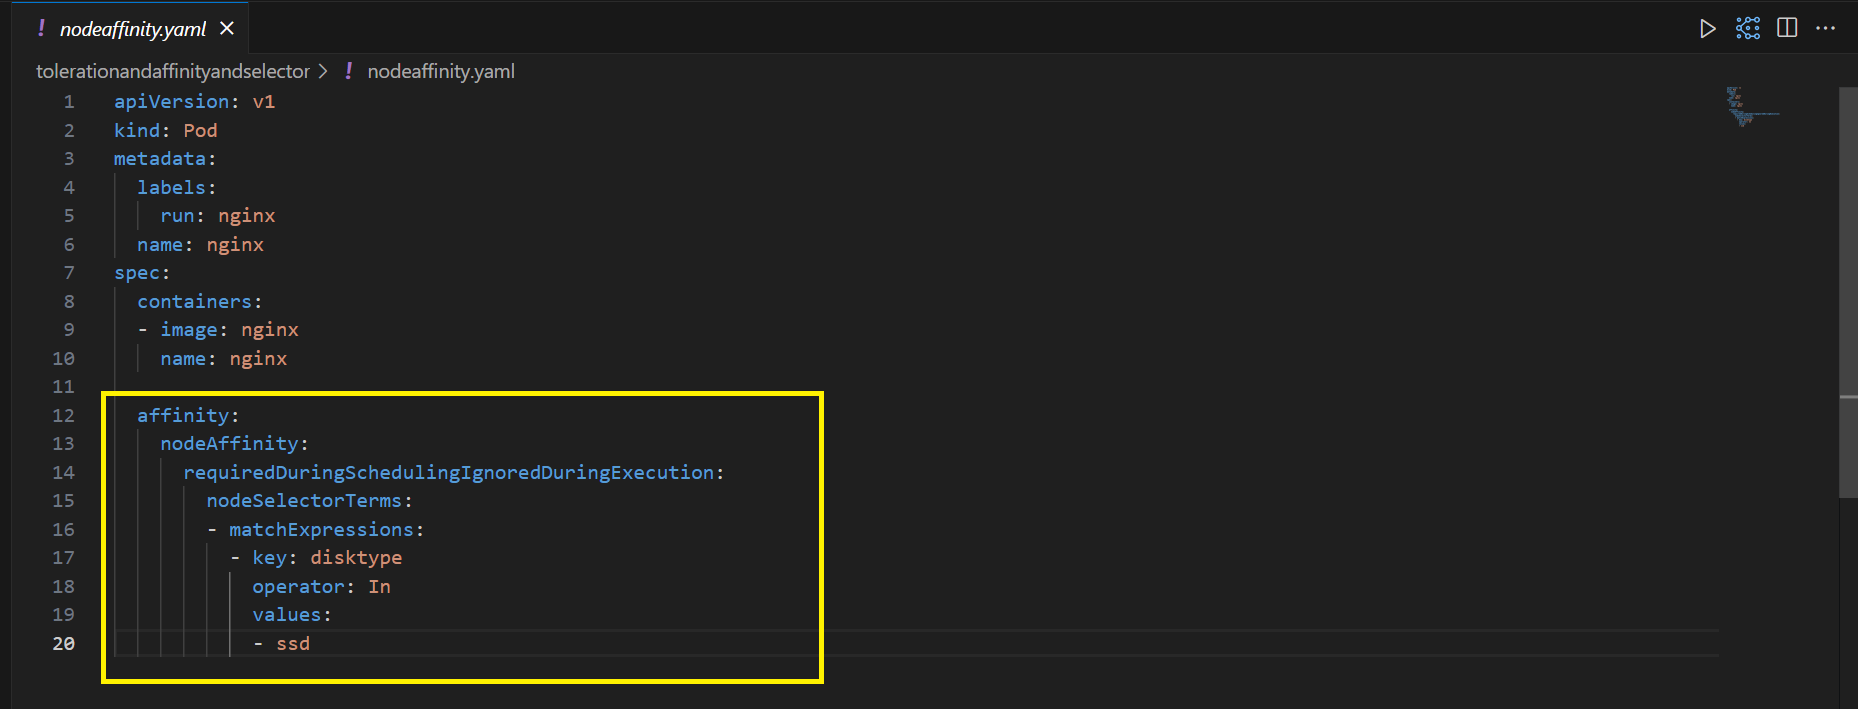 ! nodeaffinity.yaml
tolerationandaffinityandselector > ! nodeaffinity.yaml
1 apiVersion: v1
2 kind: Pod
3 metadata:
4   labels:
5     run: nginx
6   name: nginx
7 spec:
8   containers:
9   - image: nginx
10     name: nginx
11
12   affinity:
13     nodeAffinity:
14       requiredDuringSchedulingIgnoredDuringExecution:
15         nodeSelectorTerms:
16         - matchExpressions:
17           - key: disktype
18             operator: In
19             values:
20             - ssd